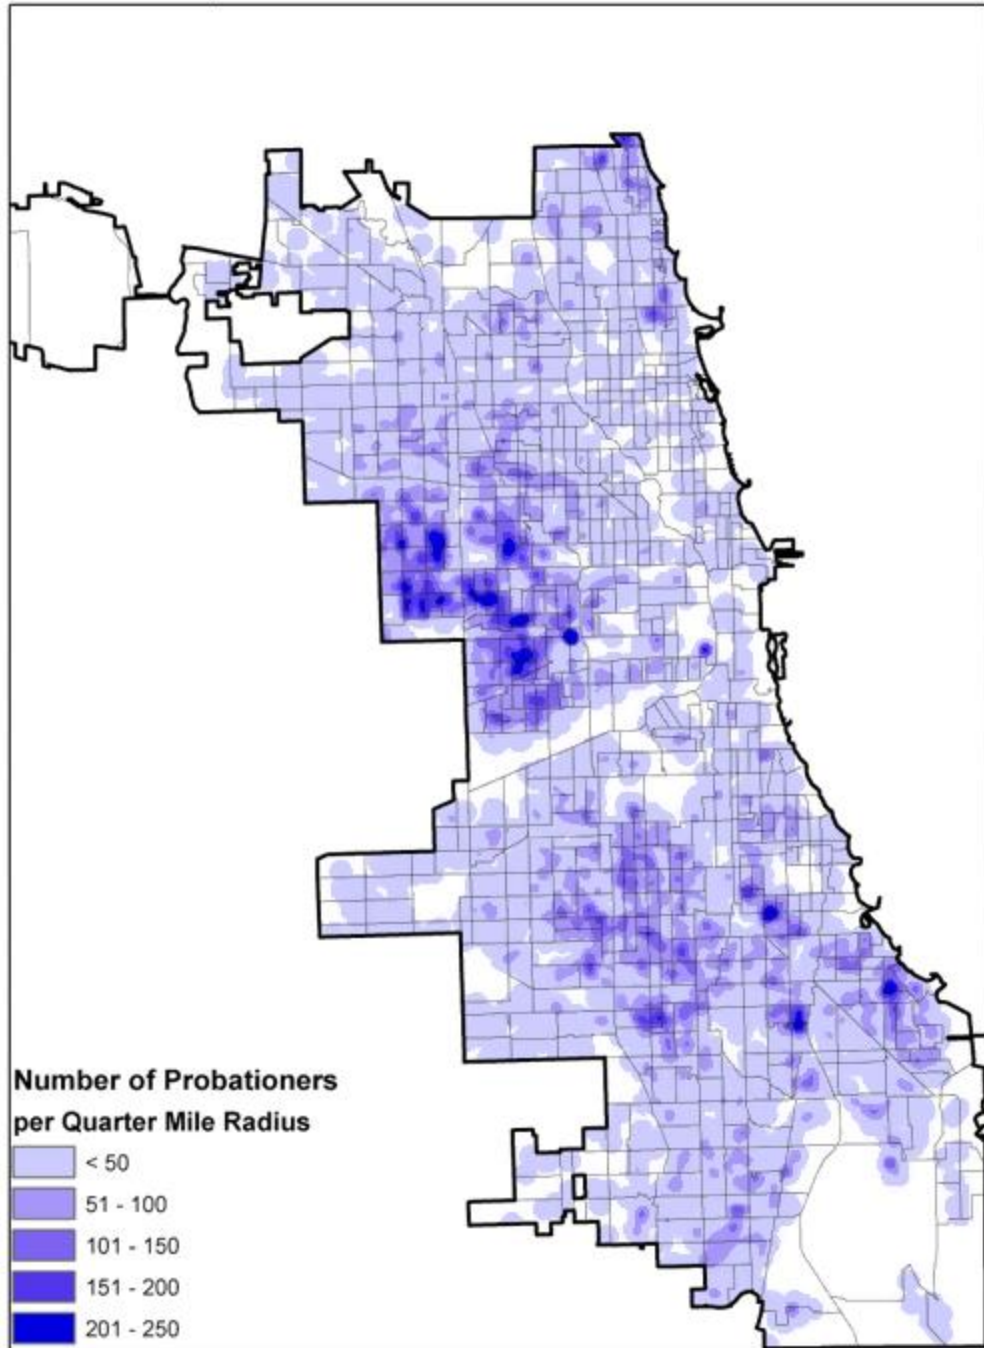 Number of Probationers
per Quarter Mile Radius
< 50
51 - 100
101 - 150
151 - 200
201 - 250